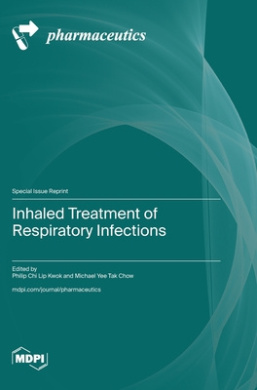 pharmaceutics
Special Issue Reprint
Inhaled Treatment of
Respiratory Infections
Edited by
Philip Chi Lip Kwok and Michael Yee Tak Chow
mdpi.com/journal/pharmaceutics
MDPI